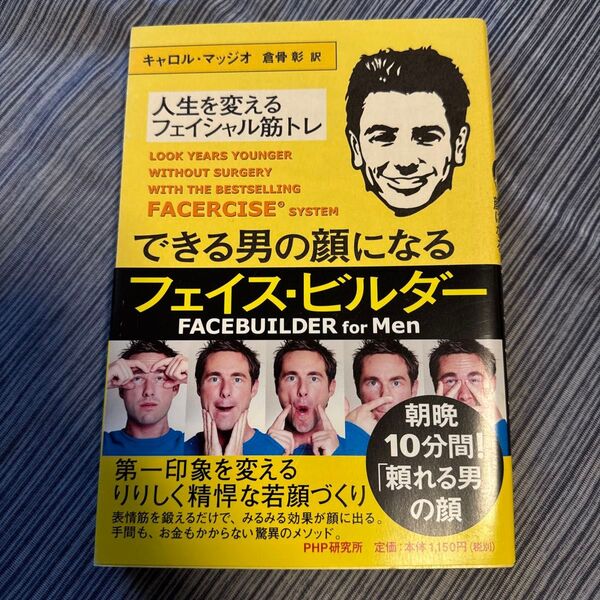 キャロル・マッジオ 倉骨 彰 訳
人生を変える
フェイシャル筋トレ
LOOK YEARS YOUNGER
WITHOUT SURGERY
WITH THE BESTSELLING
FACERCISE® SYSTEM
できる男の顔になる
フェイス・ビルダー
FACEBUILDER for Men
朝晩
10分間!
「頼れる男」
の顔
第一印象を変える
りりしく精悍な若顔づくり
表情筋を鍛えるだけで、みるみる効果が顔に出る。
手間も、お金もかからない驚異のメソッド。
PHP研究所 定価:本体1,150円(税別)